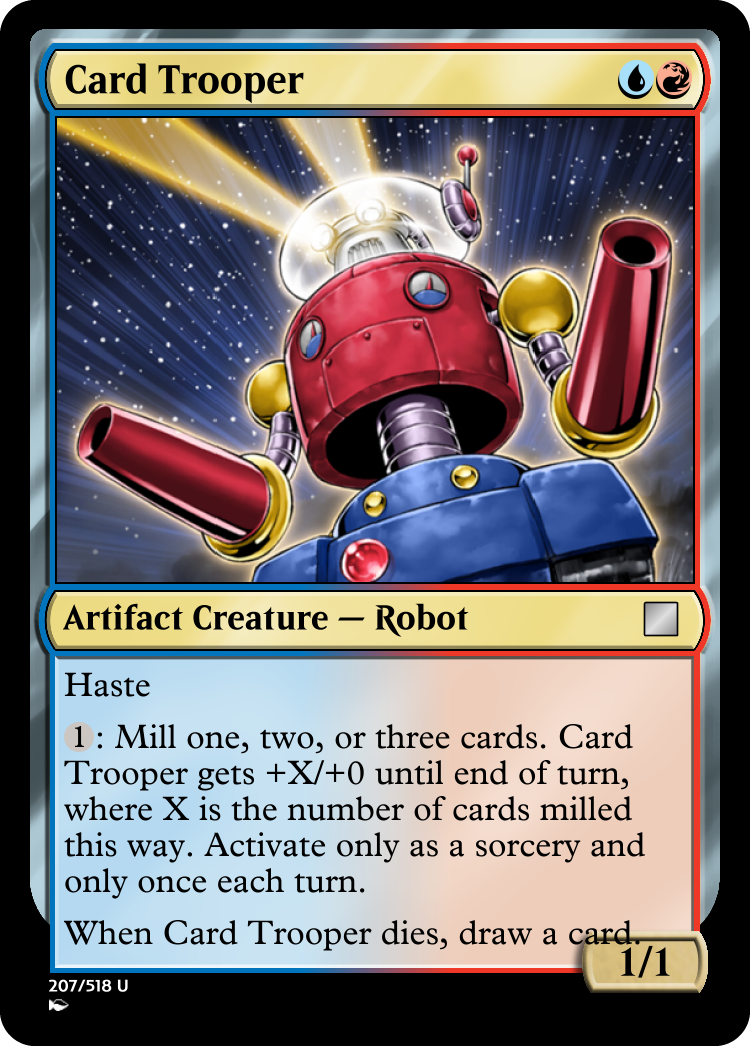 Card Trooper
Artifact Creature — Robot
Haste
1: Mill one, two, or three cards. Card
Trooper gets +X/+0 until end of turn,
where X is the number of cards milled
this way. Activate only as a sorcery and
only once each turn.
When Card Trooper dies, draw a card.
1/1
207/518 U